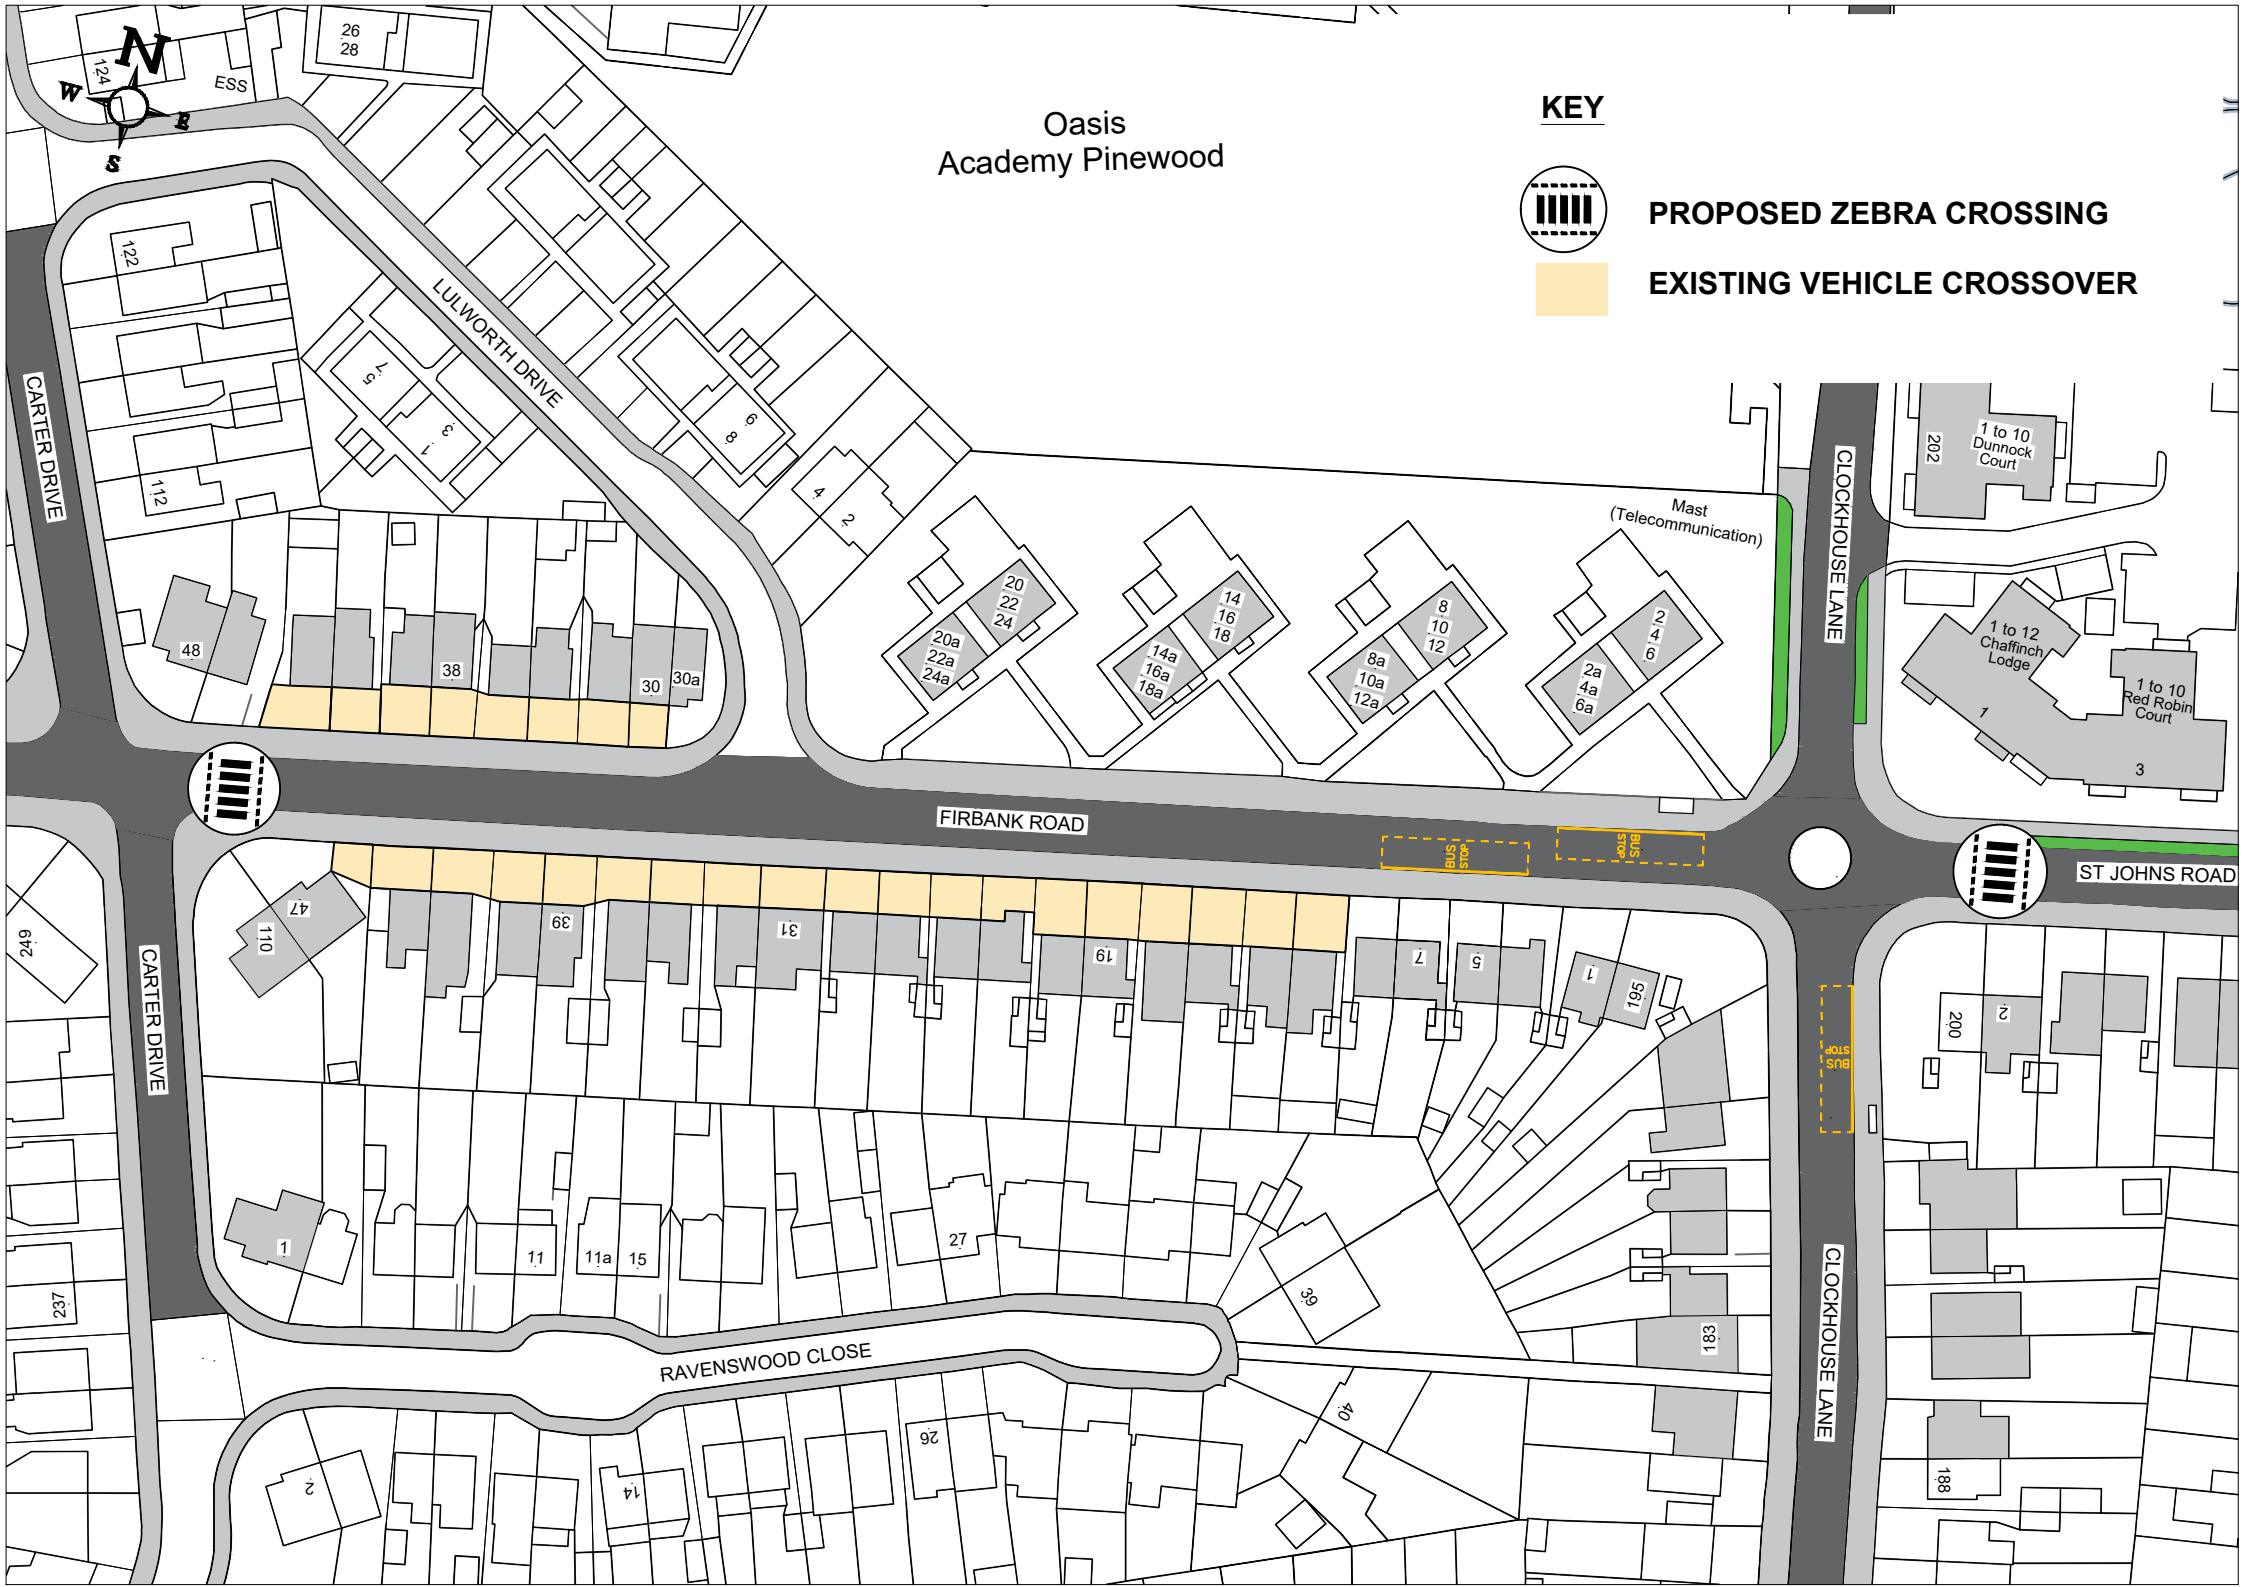 26
28
124
ESS
N
W
E
S
Oasis
Academy Pinewood
KEY
PROPOSED ZEBRA CROSSING
EXISTING VEHICLE CROSSOVER
122
112
CARTER DRIVE
LULWORTH DRIVE
7
5
3
1
6
8
4
2
Mast
(Telecommunication)
CLOCKHOUSE LANE
202
1 to 10
Dunnock
Court
1 to 12
Chaffinch
Lodge
1
1 to 10
Red Robin
Court
3
48
38
30
30a
20
22
24
20a
22a
24a
14
16
18
14a
16a
18a
8
10
12
8a
10a
12a
2
4
6
2a
4a
6a
FIRBANK ROAD
BUS
STOP
BUS
STOP
ST JOHNS ROAD
249
110
47
39
31
19
7
5
1
195
200
2
BUS
STOP
CARTER DRIVE
237
1
11
11a
15
27
39
183
CLOCKHOUSE LANE
RAVENSWOOD CLOSE
2
14
26
40
188